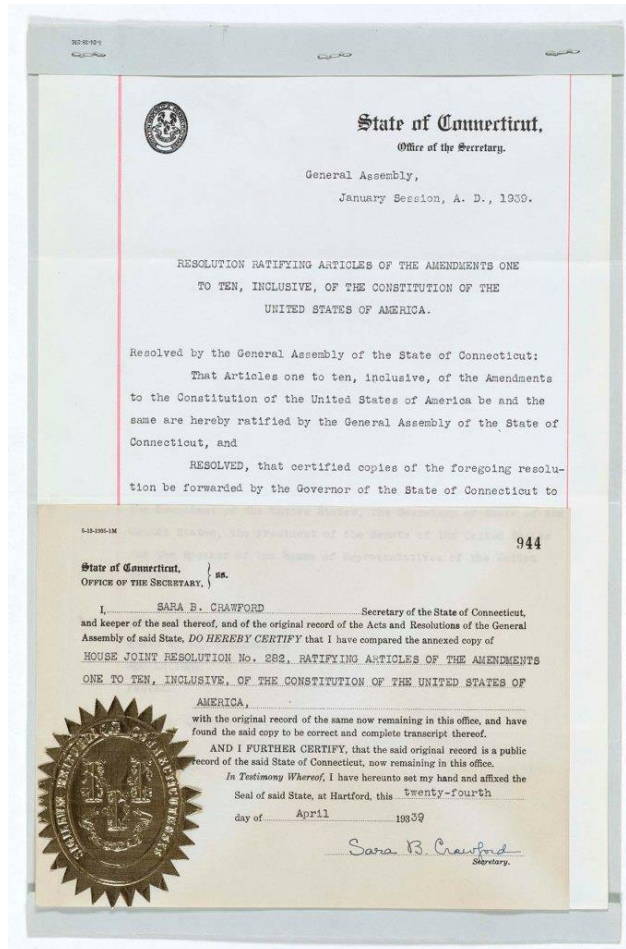 State of Connecticut,
Office of the Secretary.
General Assembly,
January Session, A. D., 1939.
RESOLUTION RATIFYING ARTICLES OF THE AMENDMENTS ONE
TO TEN, INCLUSIVE, OF THE CONSTITUTION OF THE
UNITED STATES OF AMERICA.
Resolved by the General Assembly of the State of Connecticut:
That Articles one to ten, inclusive, of the Amendments
to the Constitution of the United States of America be and the
same are hereby ratified by the General Assembly of the State of
Connecticut, and
RESOLVED, that certified copies of the foregoing resolu-
tion be forwarded by the Governor of the State of Connecticut to
944
State of Connecticut,
OFFICE OF THE SECRETARY, } ss.
I, SARA B. CRAWFORD Secretary of the State of Connecticut,
and keeper of the seal thereof, and of the original record of the Acts and Resolutions of the General
Assembly of said State, DO HEREBY CERTIFY that I have compared the annexed copy of
HOUSE JOINT RESOLUTION No. 282, RATIFYING ARTICLES OF THE AMENDMENTS
ONE TO TEN, INCLUSIVE, OF THE CONSTITUTION OF THE UNITED STATES OF
AMERICA,
with the original record of the same now remaining in this office, and have
found the said copy to be correct and complete transcript thereof.
AND I FURTHER CERTIFY, that the said original record is a public
record of the said State of Connecticut, now remaining in this office.
In Testimony Whereof, I have hereunto set my hand and affixed the
Seal of said State, at Hartford, this twenty-fourth
day of April 19339
Sara B. Crawford
Secretary.